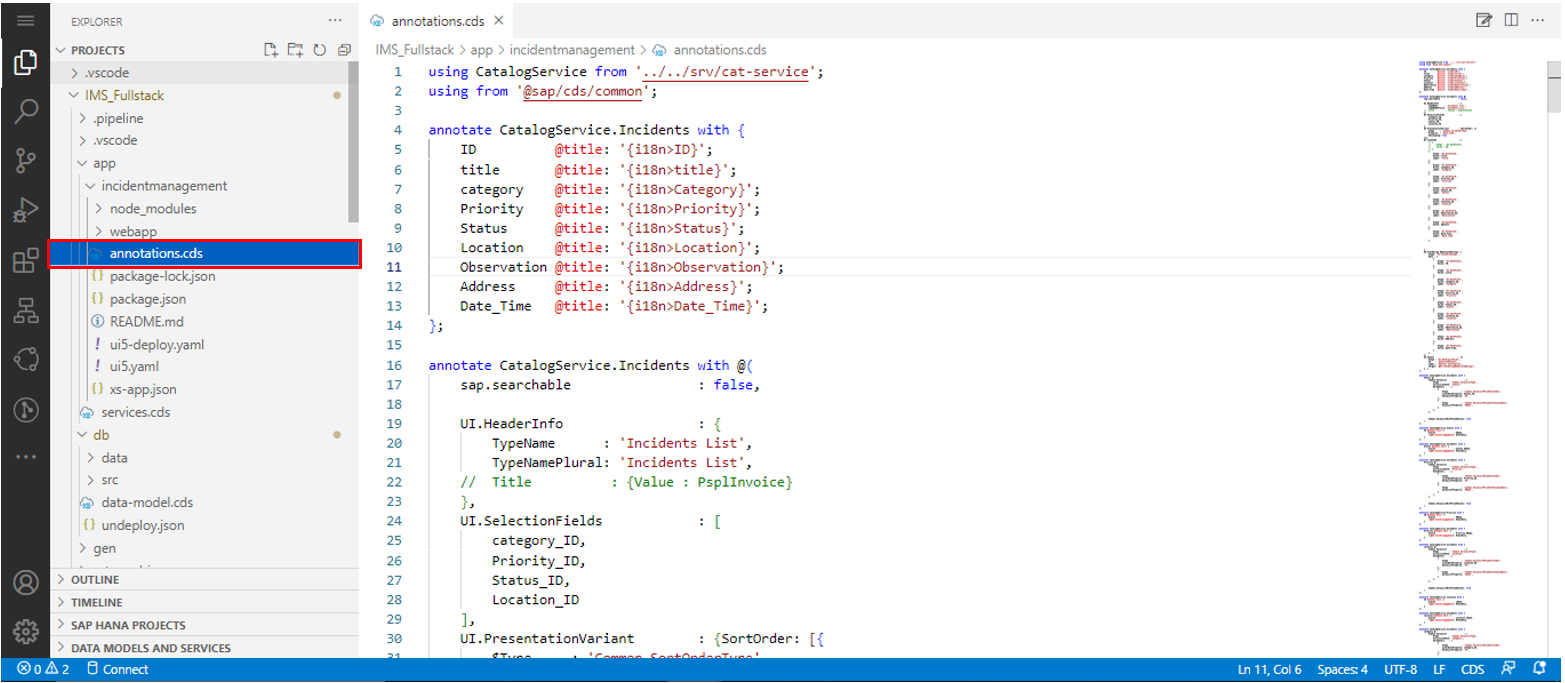 EXPLORER
PROJECTS
.vscode
IMS_Fullstack
.pipeline
.vscode
app
incidentmanagement
node_modules
webapp
annotations.cds
package-lock.json
package.json
README.md
ui5-deploy.yaml
ui5.yaml
xs-app.json
services.cds
db
data
src
data-model.cds
undeploy.json
gen
OUTLINE
TIMELINE
SAP HANA PROJECTS
DATA MODELS AND SERVICES
annotations.cds
IMS_Fullstack > app > incidentmanagement > annotations.cds
1 using CatalogService from '../../srv/cat-service';
2 using from '@sap/cds/common';
3
4 annotate CatalogService.Incidents with {
5 ID @title: '{i18n>ID}';
6 title @title: '{i18n>title}';
7 category @title: '{i18n>Category}';
8 Priority @title: '{i18n>Priority}';
9 Status @title: '{i18n>Status}';
10 Location @title: '{i18n>Location}';
11 Observation @title: '{i18n>Observation}';
12 Address @title: '{i18n>Address}';
13 Date_Time @title: '{i18n>Date_Time}';
14 };
15
16 annotate CatalogService.Incidents with @(
17 sap.searchable : false,
18
19 UI.HeaderInfo : {
20 TypeName : 'Incidents List',
21 TypeNamePlural: 'Incidents List',
22 // Title : {Value : PsplInvoice}
23 },
24 UI.SelectionFields : [
25 category_ID,
26 Priority_ID,
27 Status_ID,
28 Location_ID
29 ],
30 UI.PresentationVariant : {SortOrder: [{
31 $Type : 'Common.SortOrderType',
0 2 Connect
Ln 11, Col 6 Spaces: 4 UTF-8 LF CDS